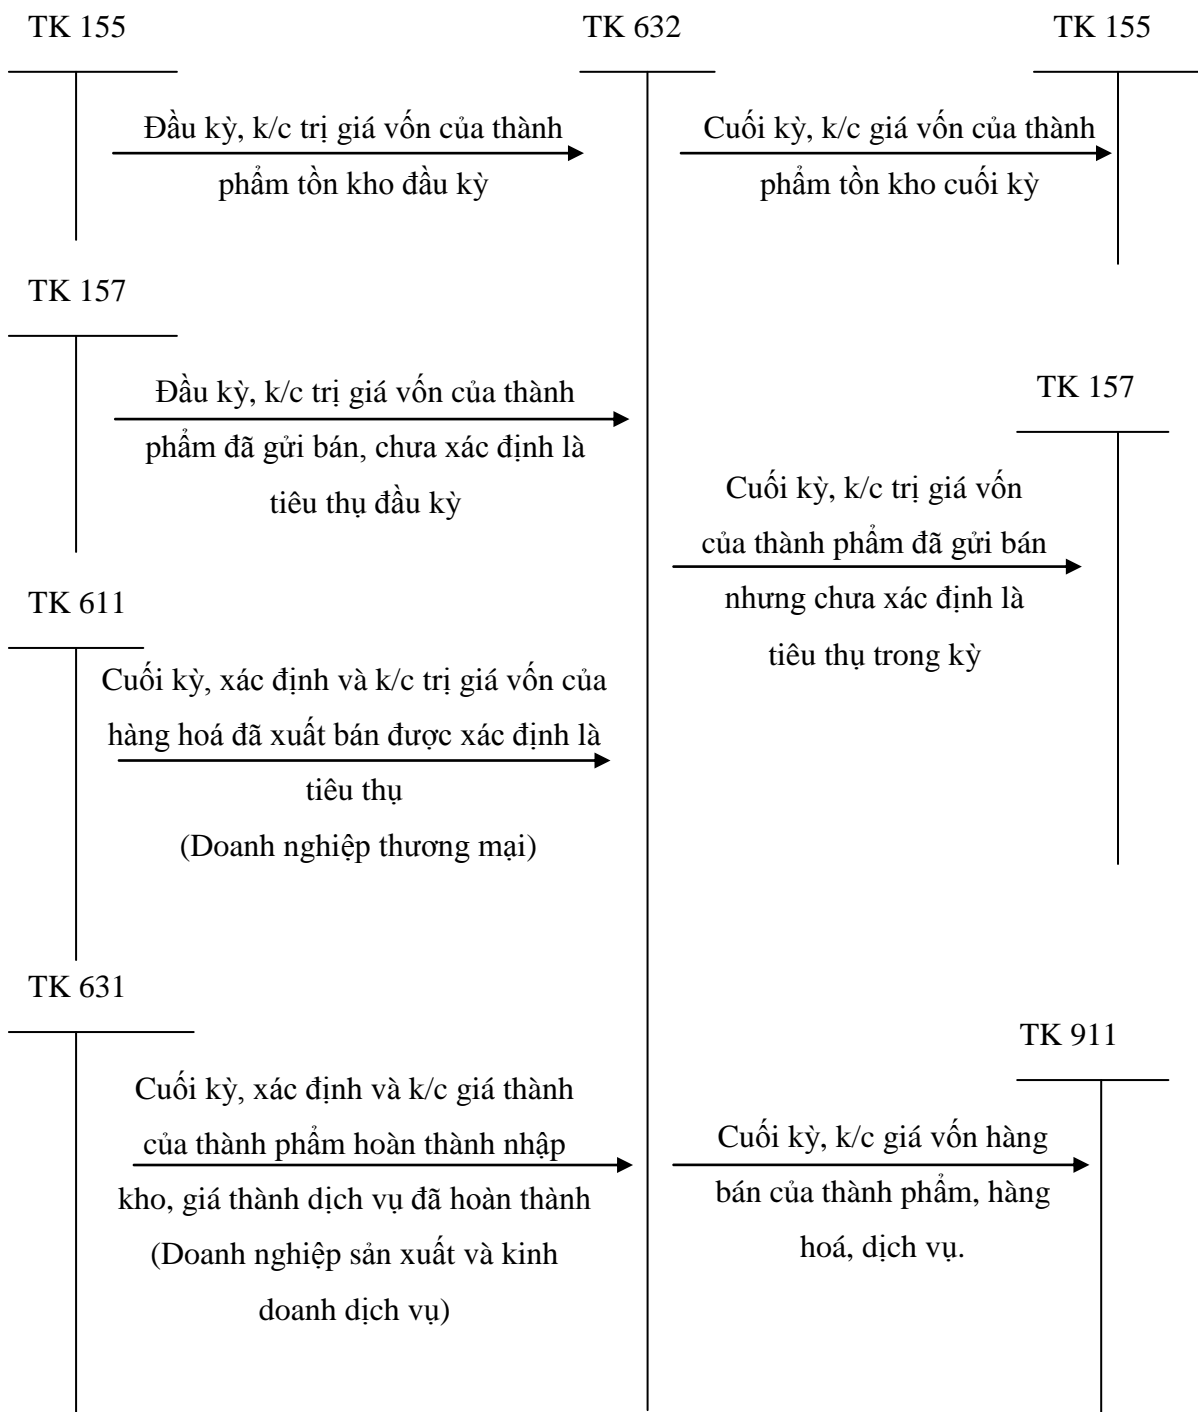 TK 155
TK 632
TK 155
Đầu kỳ, k/c trị giá vốn của thành
phẩm tồn kho đầu kỳ
Cuối kỳ, k/c giá vốn của thành
phẩm tồn kho cuối kỳ
TK 157
Đầu kỳ, k/c trị giá vốn của thành
phẩm đã gửi bán, chưa xác định là
tiêu thụ đầu kỳ
TK 157
Cuối kỳ, k/c trị giá vốn
của thành phẩm đã gửi bán
nhưng chưa xác định là
tiêu thụ trong kỳ
TK 611
Cuối kỳ, xác định và k/c trị giá vốn của
hàng hoá đã xuất bán được xác định là
tiêu thụ
(Doanh nghiệp thương mại)
TK 631
Cuối kỳ, xác định và k/c giá thành
của thành phẩm hoàn thành nhập
kho, giá thành dịch vụ đã hoàn thành
(Doanh nghiệp sản xuất và kinh
doanh dịch vụ)
TK 911
Cuối kỳ, k/c giá vốn hàng
bán của thành phẩm, hàng
hoá, dịch vụ.